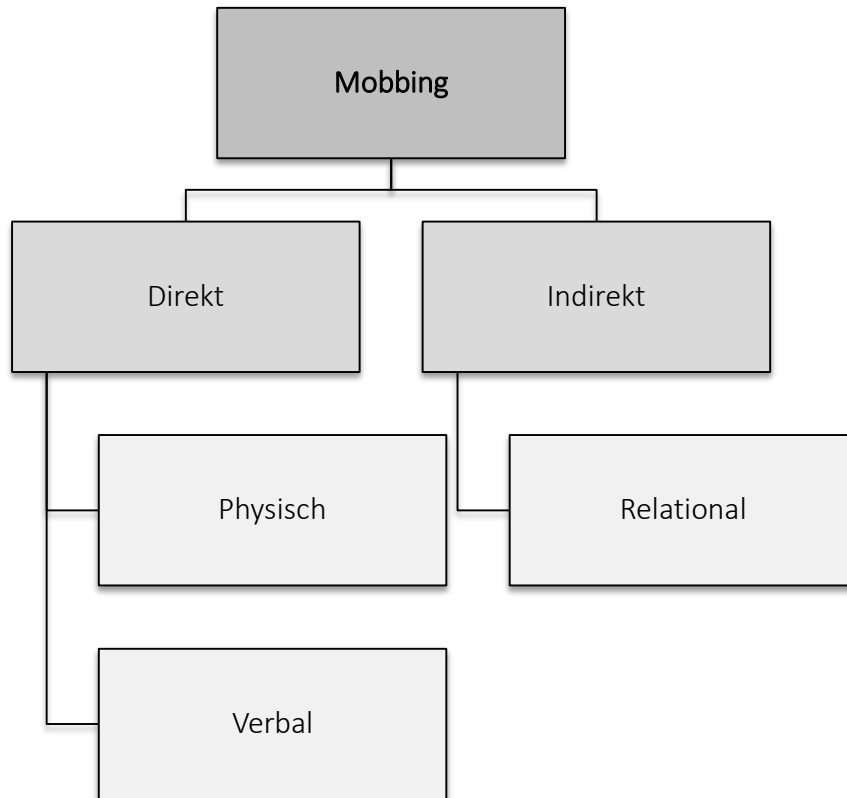 Mobbing
Direkt
Indirekt
Physisch
Relational
Verbal